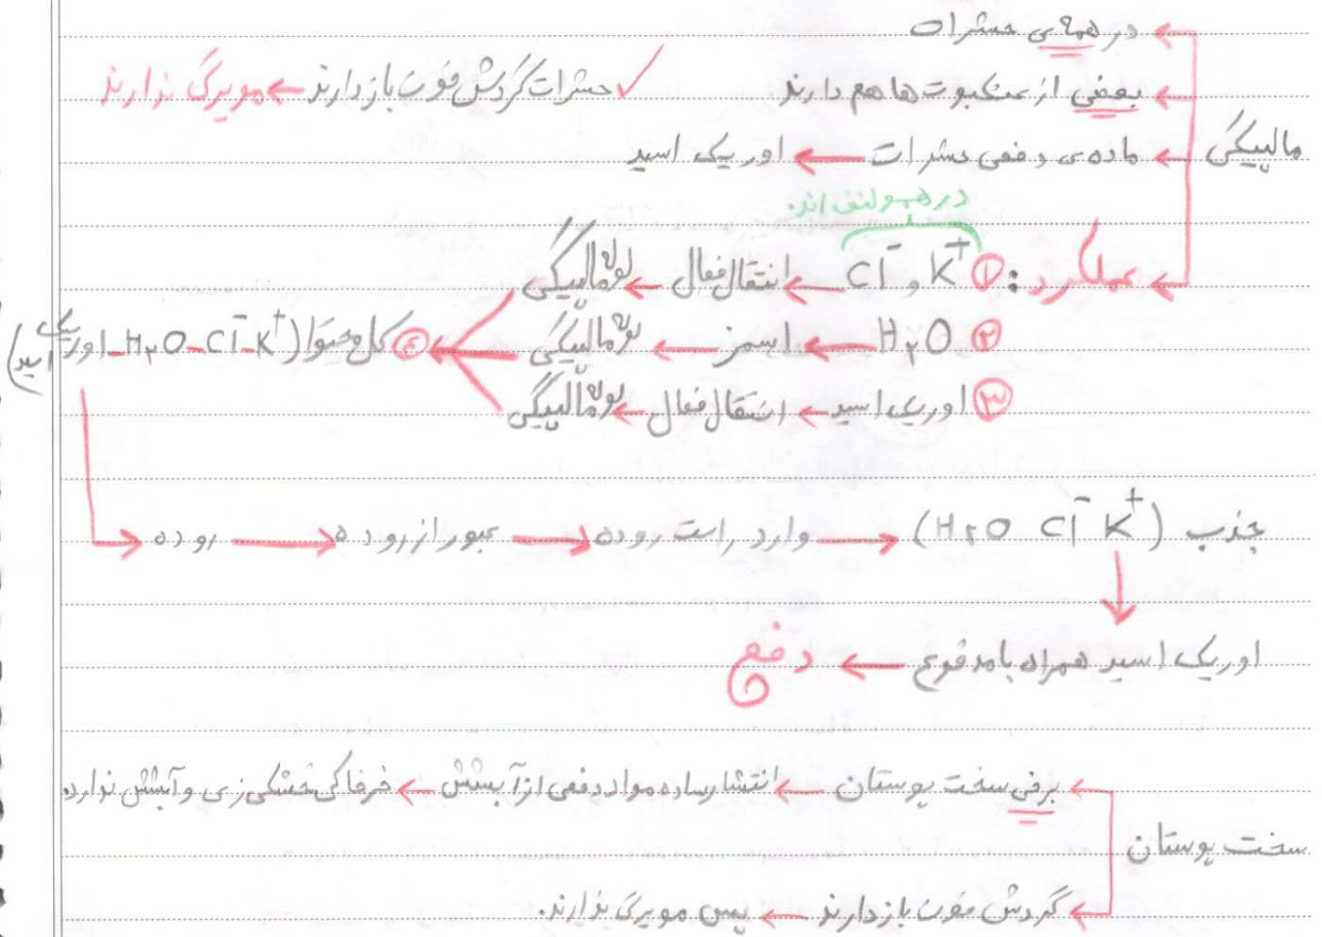 مالپیگی
در همه ی حشرات
بعضی از عنکبوت ها هم دارند ✓ حشرات گردش خون باز دارند ← مویرگ ندارند
ماده ی دفعی حشرات ← اوریک اسید
در همولنف اند.
عملکرد: ① K⁺ و Cl⁻ ← انتقال فعال ← لوله مالپیگی
② H₂O ← اسمز ← لوله مالپیگی ④ کل محتوا (K⁺-Cl⁻-H₂O-اوریک اسید)
③ اوریک اسید ← انتقال فعال ← لوله مالپیگی
→ روده → عبور از روده → وارد راست روده → جذب (K⁺ Cl⁻ H₂O)
اوریک اسید همراه با مدفوع ← دفع
سخت پوستان
برخی سخت پوستان ← انتشار ساده مواد دفعی از آبشش ← خرخاکی خشکی زی و آبشش ندارد
گردش خون باز دارند ← پس مویرگ ندارند.